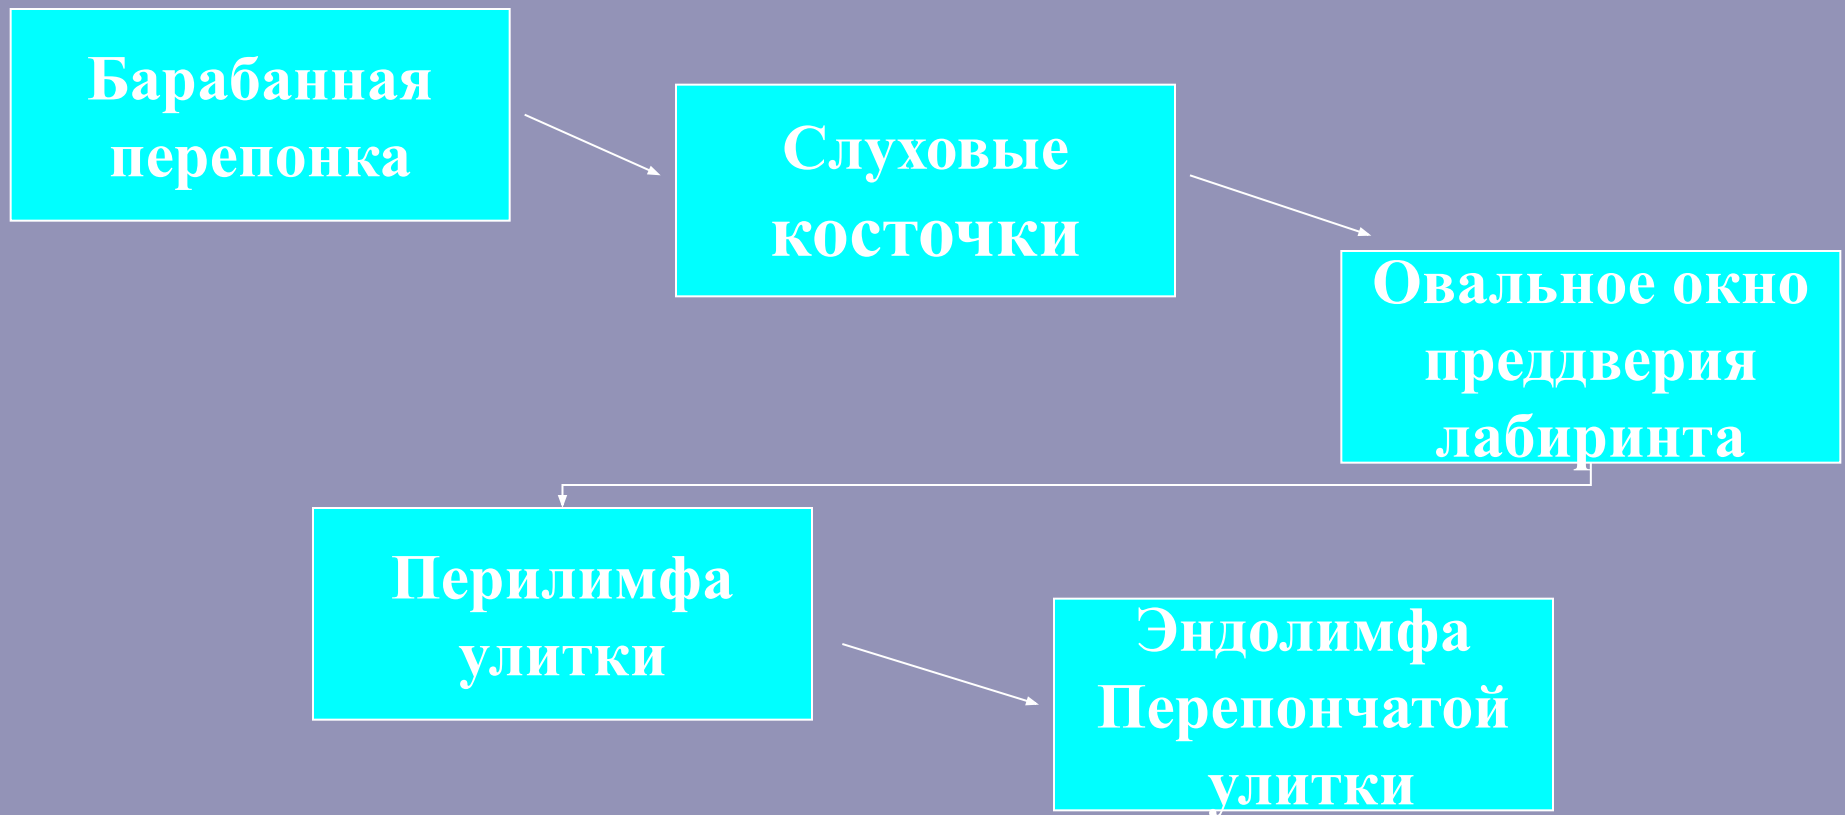 Барабанная
перепонка
Слуховые
косточки
Овальное окно
преддверия
лабиринта
Перилимфа
улитки
Эндолимфа
Перепончатой
улитки